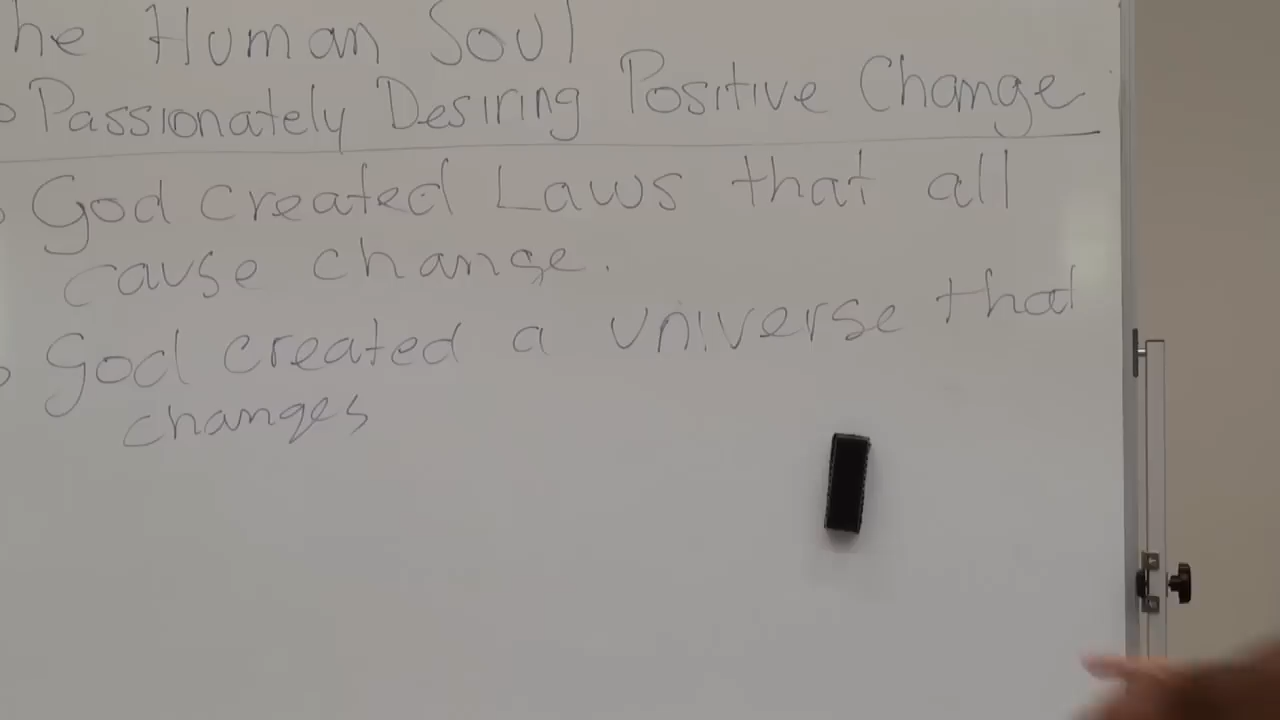 he Human Soul
Passionately Desiring Positive Change
God created Laws that all
cause change.
God created a universe that
changes